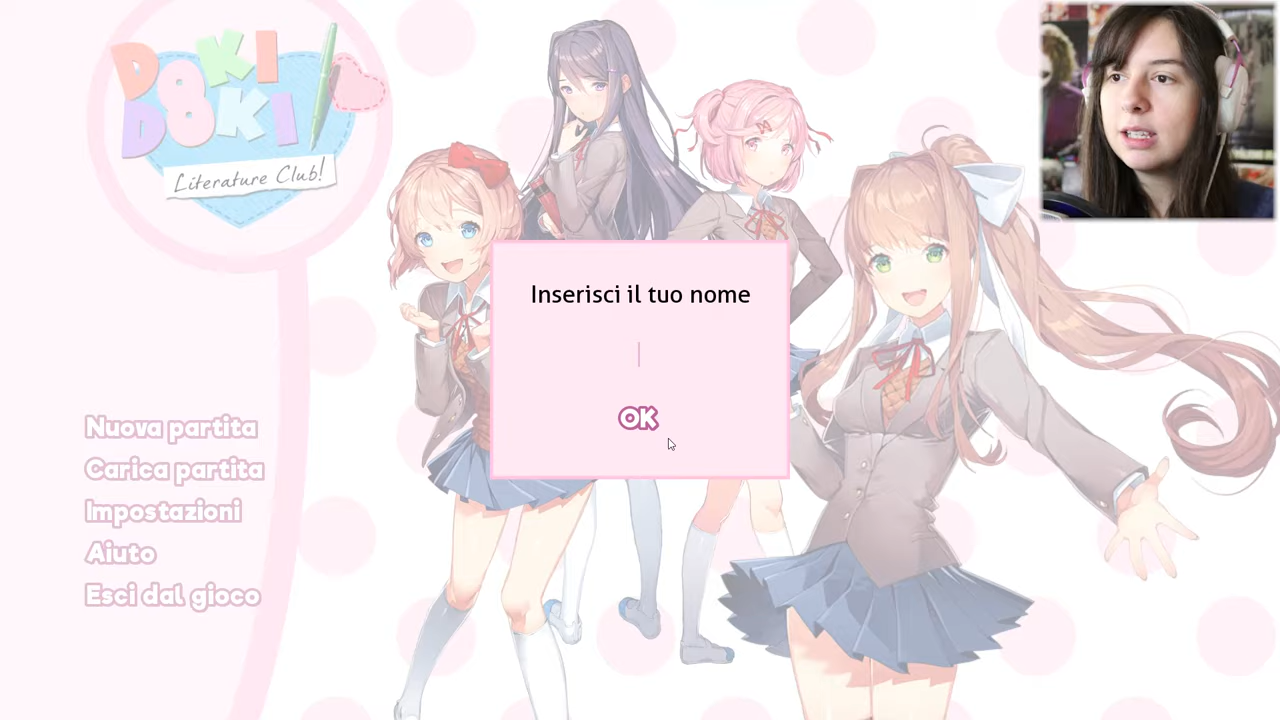 DOKI
DOKI
Literature Club!
Inserisci il tuo nome
OK
Nuova partita
Carica partita
Impostazioni
Aiuto
Esci dal gioco